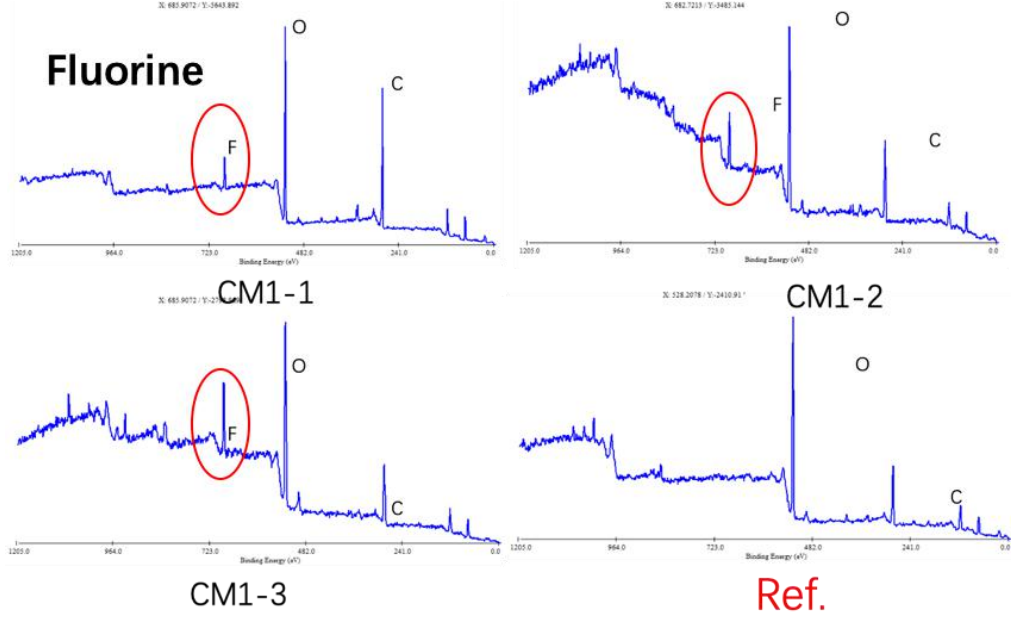 X: 685.9072 / Y:-5643.892
X: 682.7213 / Y:-3483.144
Fluorine
O
C
F
1205.0 964.0 723.0 482.0 241.0 0.0
Binding Energy (eV)
CM1-1
O
F
C
1205.0 964.0 723.0 482.0 241.0 0.0
Binding Energy (eV)
CM1-2
X: 685.9072 / Y:-27
O
F
C
1205.0 964.0 723.0 482.0 241.0 0.0
Binding Energy (eV)
CM1-3
X: 528.2078 / Y:-2410.91
O
C
1205.0 964.0 723.0 482.0 241.0 0.0
Binding Energy (eV)
Ref.